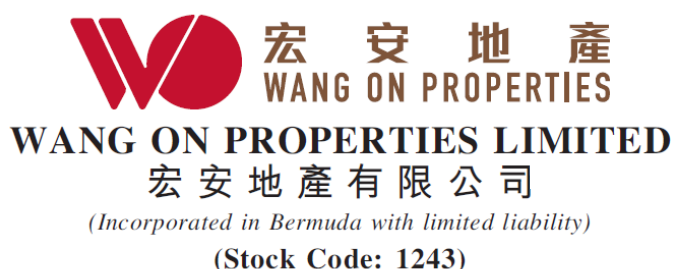 宏安地產
WANG ON PROPERTIES
WANG ON PROPERTIES LIMITED
宏安地產有限公司
(Incorporated in Bermuda with limited liability)
(Stock Code: 1243)